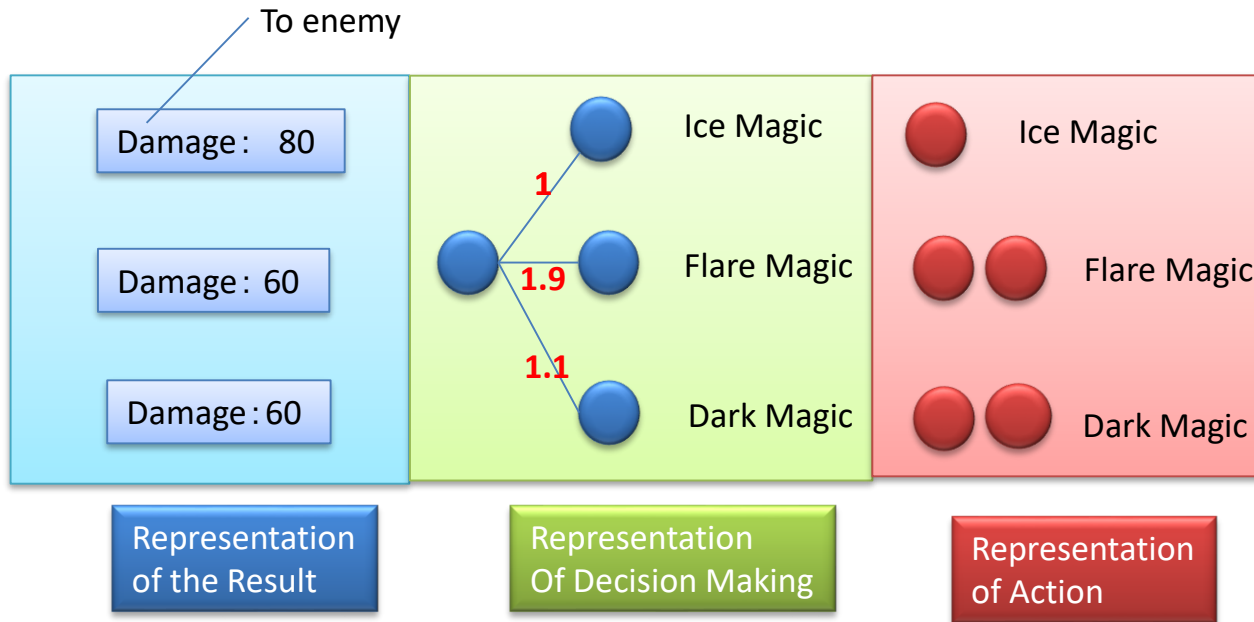 To enemy
Damage: 80
Damage: 60
Damage: 60
1
1.9
1.1
Ice Magic
Flare Magic
Dark Magic
Ice Magic
Flare Magic
Dark Magic
Representation
of the Result
Representation
Of Decision Making
Representation
of Action